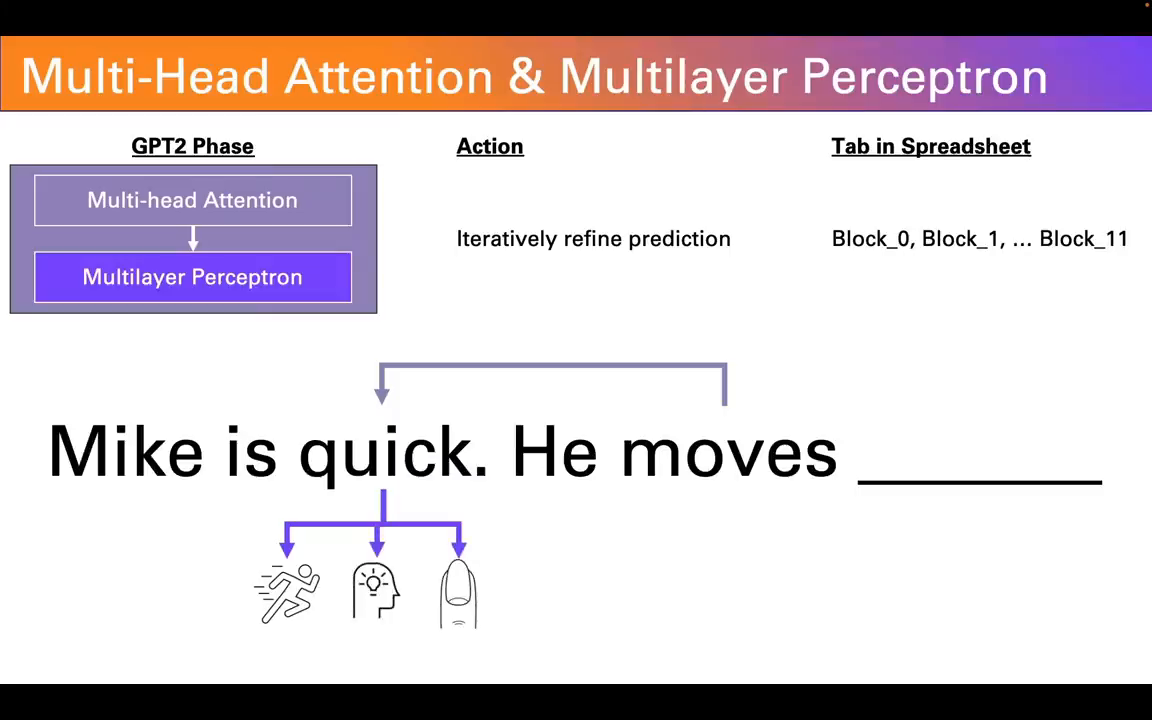 Multi-Head Attention & Multilayer Perceptron
GPT2 Phase
Action
Tab in Spreadsheet
Multi-head Attention
Multilayer Perceptron
Iteratively refine prediction
Block_0, Block_1, ... Block_11
Mike is quick. He moves ________